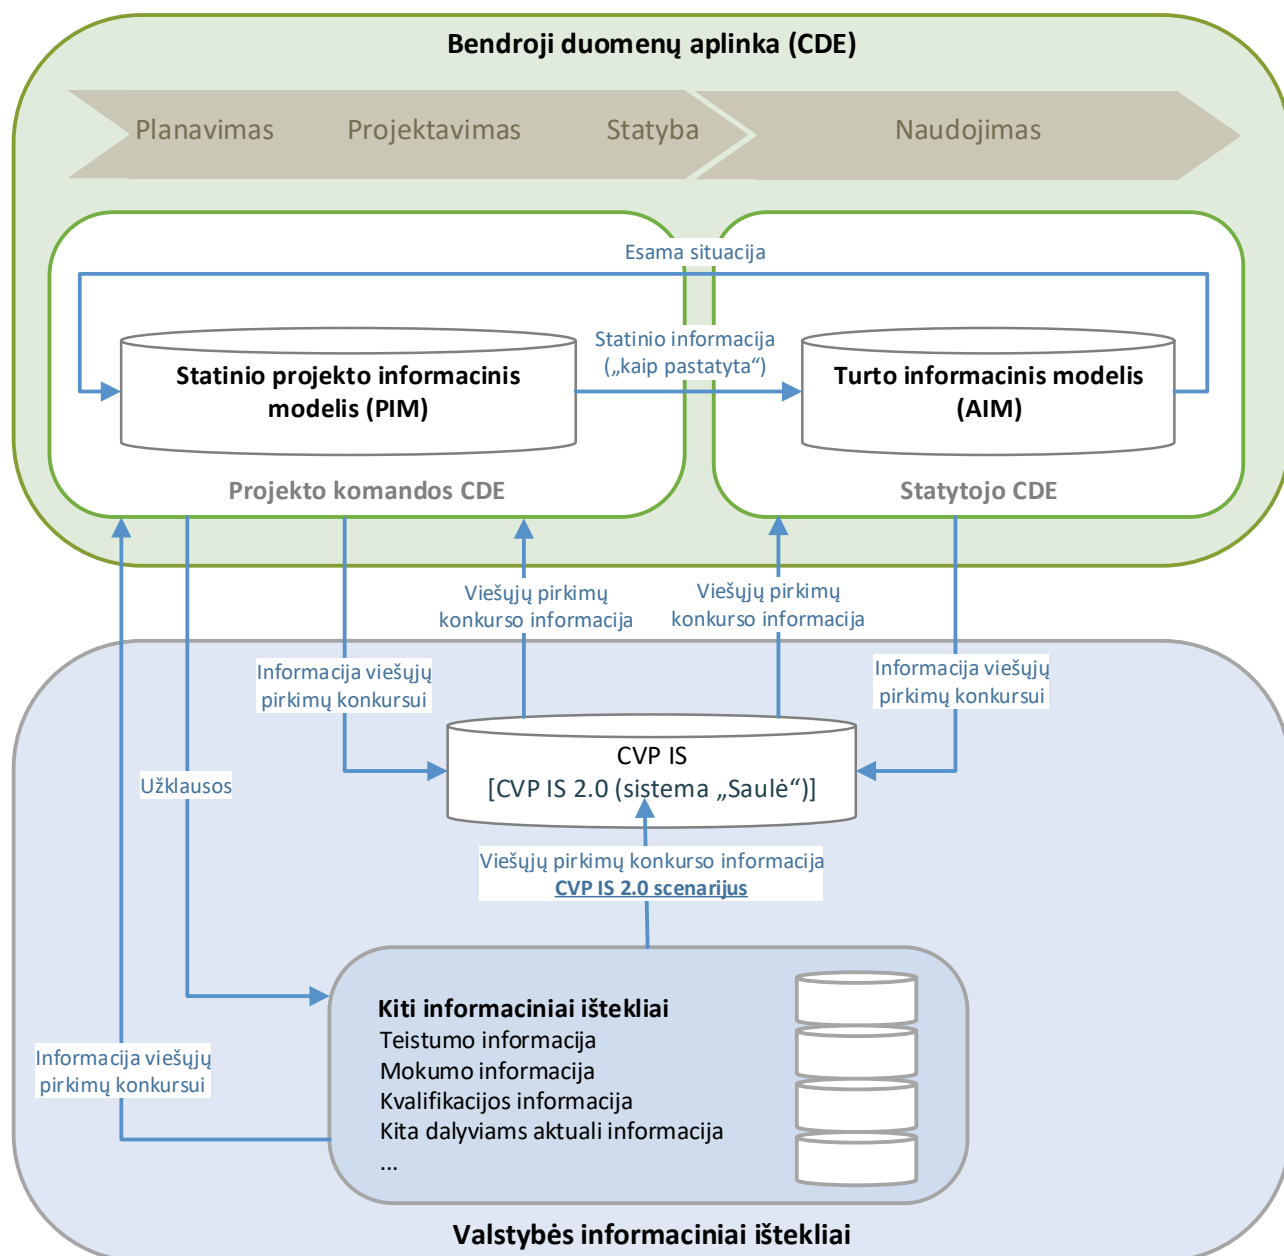 Bendroji duomenų aplinka (CDE)
Planavimas
Projektavimas
Statyba
Naudojimas
Esama situacija
Statinio projekto informacinis
modelis (PIM)
Statinio informacija
(„kaip pastatyta“)
Turto informacinis modelis
(AIM)
Projekto komandos CDE
Statytojo CDE
Viešųjų pirkimų
konkurso informacija
Viešųjų pirkimų
konkurso informacija
Informacija viešųjų
pirkimų konkursui
Informacija viešųjų
pirkimų konkursui
CVP IS
[CVP IS 2.0 (sistema „Saulė“)]
Užklausos
Viešųjų pirkimų konkurso informacija
CVP IS 2.0 scenarijus
Kiti informaciniai ištekliai
Teistumo informacija
Mokumo informacija
Kvalifikacijos informacija
Kita dalyviams aktuali informacija
...
Informacija viešųjų
pirkimų konkursui
Valstybės informaciniai ištekliai